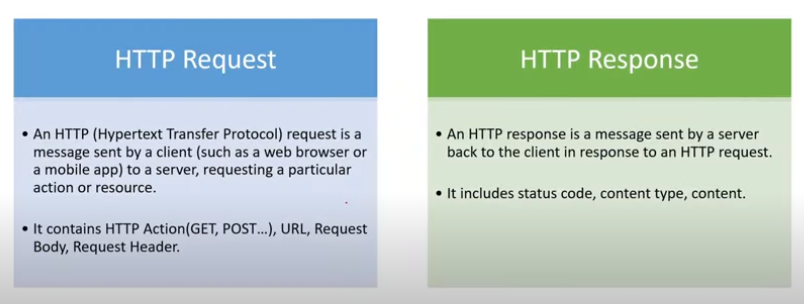 HTTP Request
• An HTTP (Hypertext Transfer Protocol) request is a
message sent by a client (such as a web browser or
a mobile app) to a server, requesting a particular
action or resource.
• It contains HTTP Action(GET, POST...), URL, Request
Body, Request Header.
HTTP Response
• An HTTP response is a message sent by a server
back to the client in response to an HTTP request.
• It includes status code, content type, content.